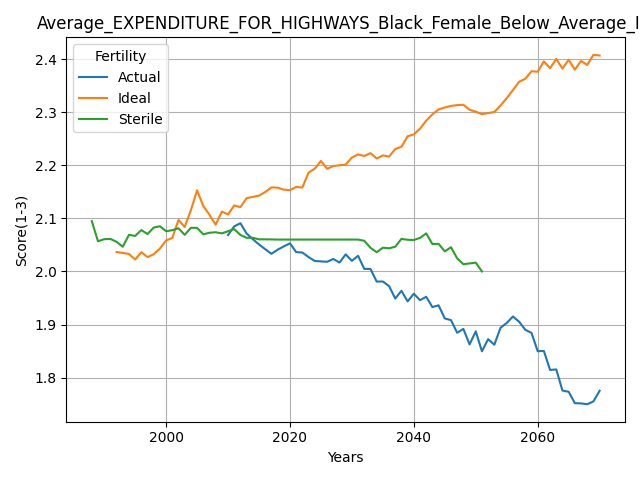 Average_EXPENDITURE_FOR_HIGHWAYS_Black_Female_Below_Average_I
Fertility
Actual
Ideal
Sterile
Score(1-3)
2.4
2.3
2.2
2.1
2.0
1.9
1.8
2000 2020 2040 2060
Years